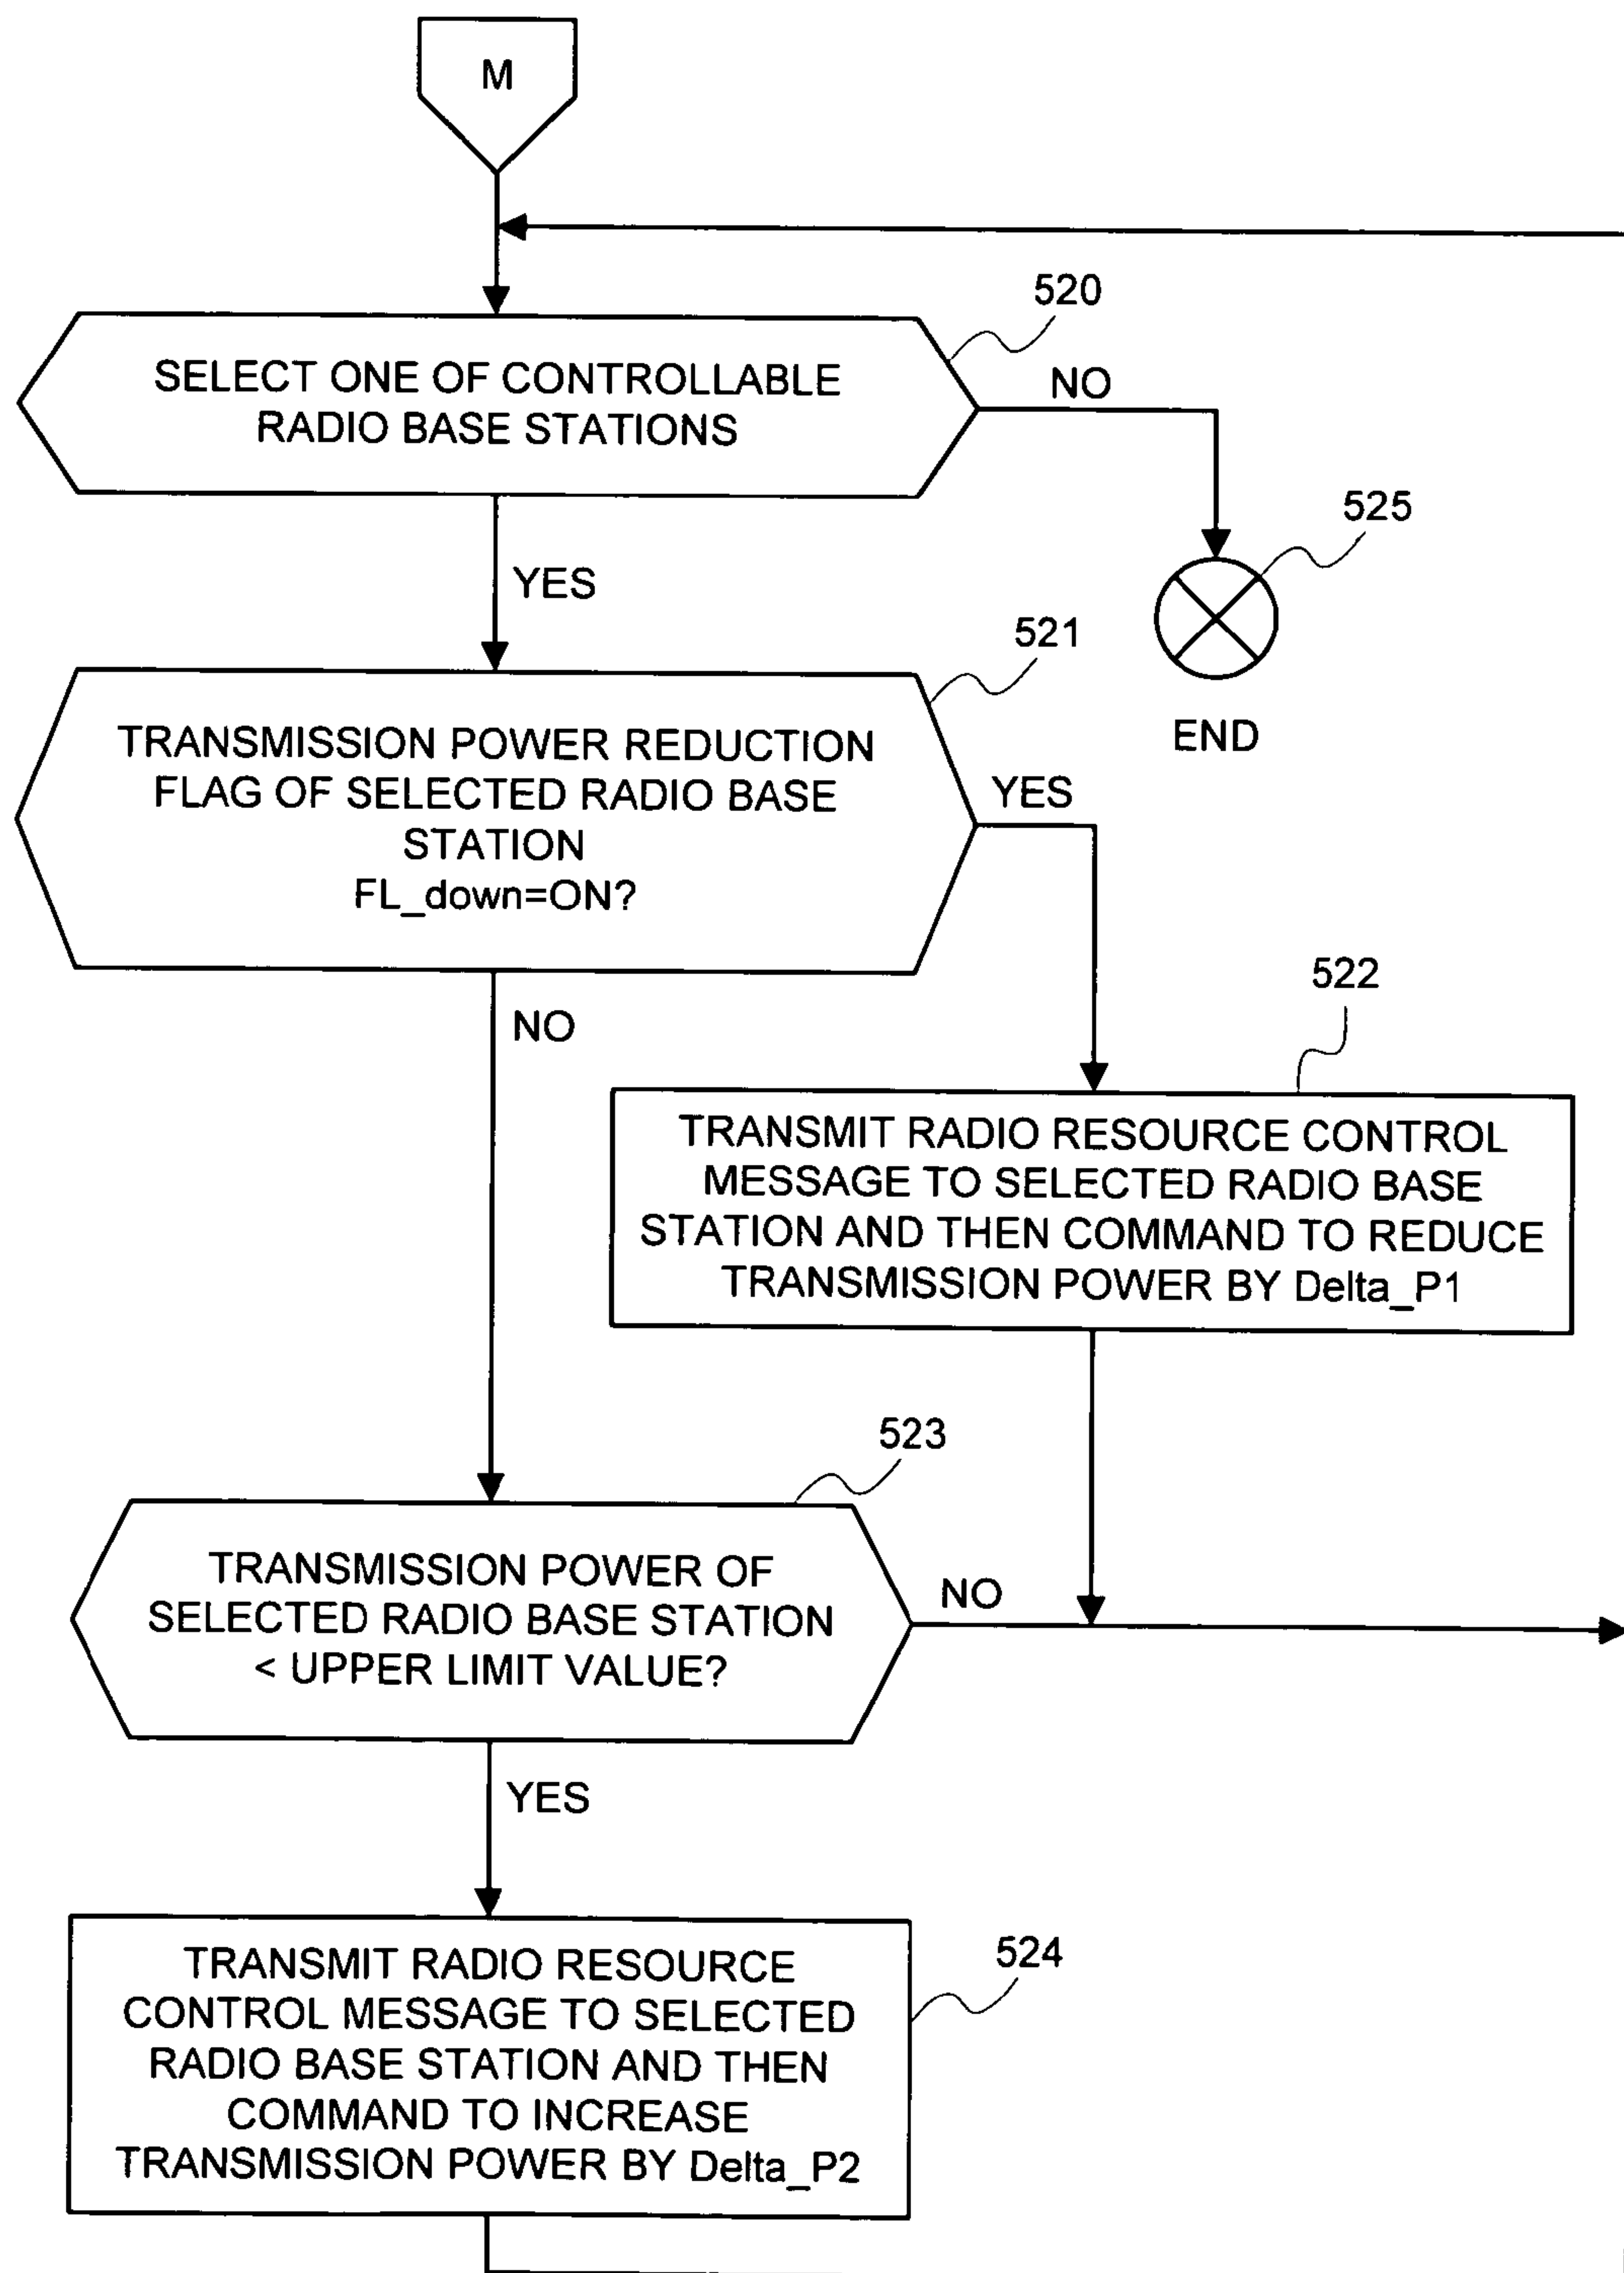 M
520
SELECT ONE OF CONTROLLABLE
RADIO BASE STATIONS
NO
525
YES
END
521
TRANSMISSION POWER REDUCTION
FLAG OF SELECTED RADIO BASE
STATION
FL_down=ON?
YES
NO
522
TRANSMIT RADIO RESOURCE CONTROL
MESSAGE TO SELECTED RADIO BASE
STATION AND THEN COMMAND TO REDUCE
TRANSMISSION POWER BY Delta_P1
523
TRANSMISSION POWER OF
SELECTED RADIO BASE STATION
< UPPER LIMIT VALUE?
NO
YES
524
TRANSMIT RADIO RESOURCE
CONTROL MESSAGE TO SELECTED
RADIO BASE STATION AND THEN
COMMAND TO INCREASE
TRANSMISSION POWER BY Delta_P2